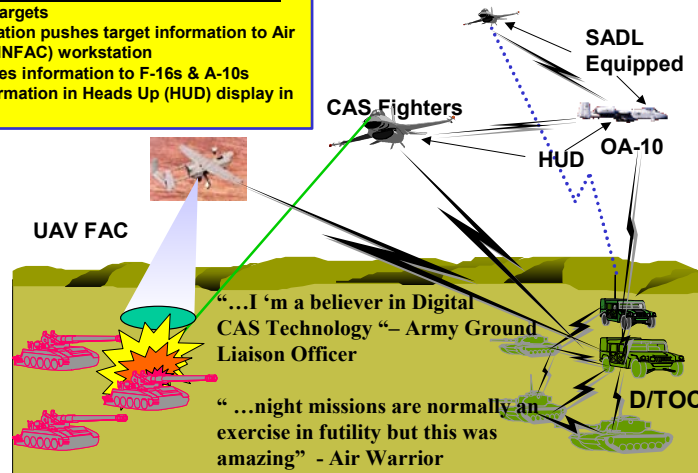 argets
ation pushes target information to Air
INFAC) workstation
es information to F-16s & A-10s
ormation in Heads Up (HUD) display in
SADL
Equipped
CAS Fighters
HUD
OA-10
UAV FAC
“…I ‘m a believer in Digital
CAS Technology “– Army Ground
Liaison Officer
D/TOC
“ …night missions are normally an
exercise in futility but this was
amazing” - Air Warrior